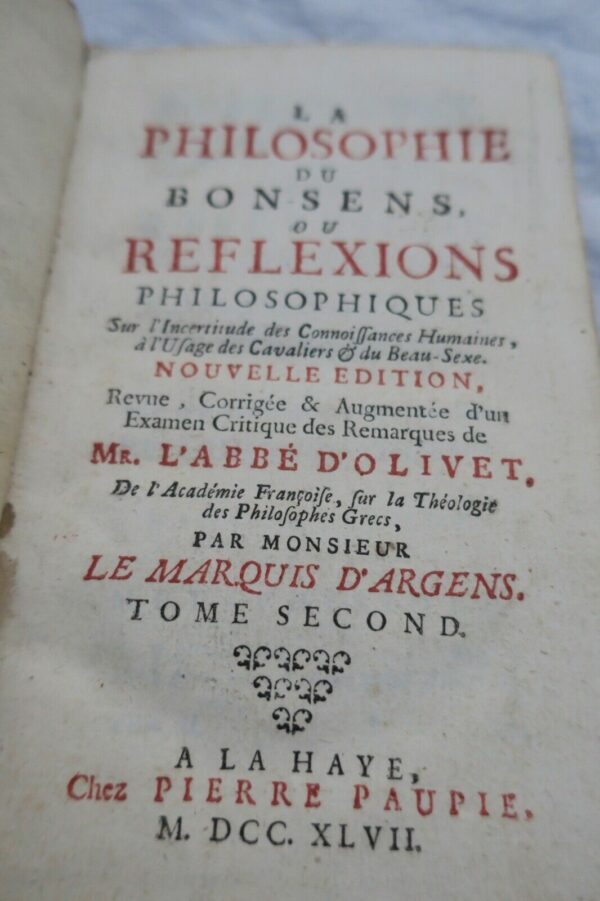 LA
PHILOSOPHIE
DU
BONSENS,
OU
REFLEXIONS
PHILOSOPHIQUES
Sur l'Incertitude des Connoiſſances Humaines,
à l'Uſage des Cavaliers & du Beau-Sexe.
NOUVELLE EDITION,
Revue, Corrigée & Augmentée d'un
Examen Critique des Remarques de
MR. L'ABBÉ D'OLIVET,
De l'Académie Françoiſe, ſur la Théologie
des Philoſophes Grecs,
PAR MONSIEUR
LE MARQUIS D'ARGENS.
TOME SECOND.
A LA HAYE,
Chez PIERRE PAUPIE,
M. DCC. XLVII.